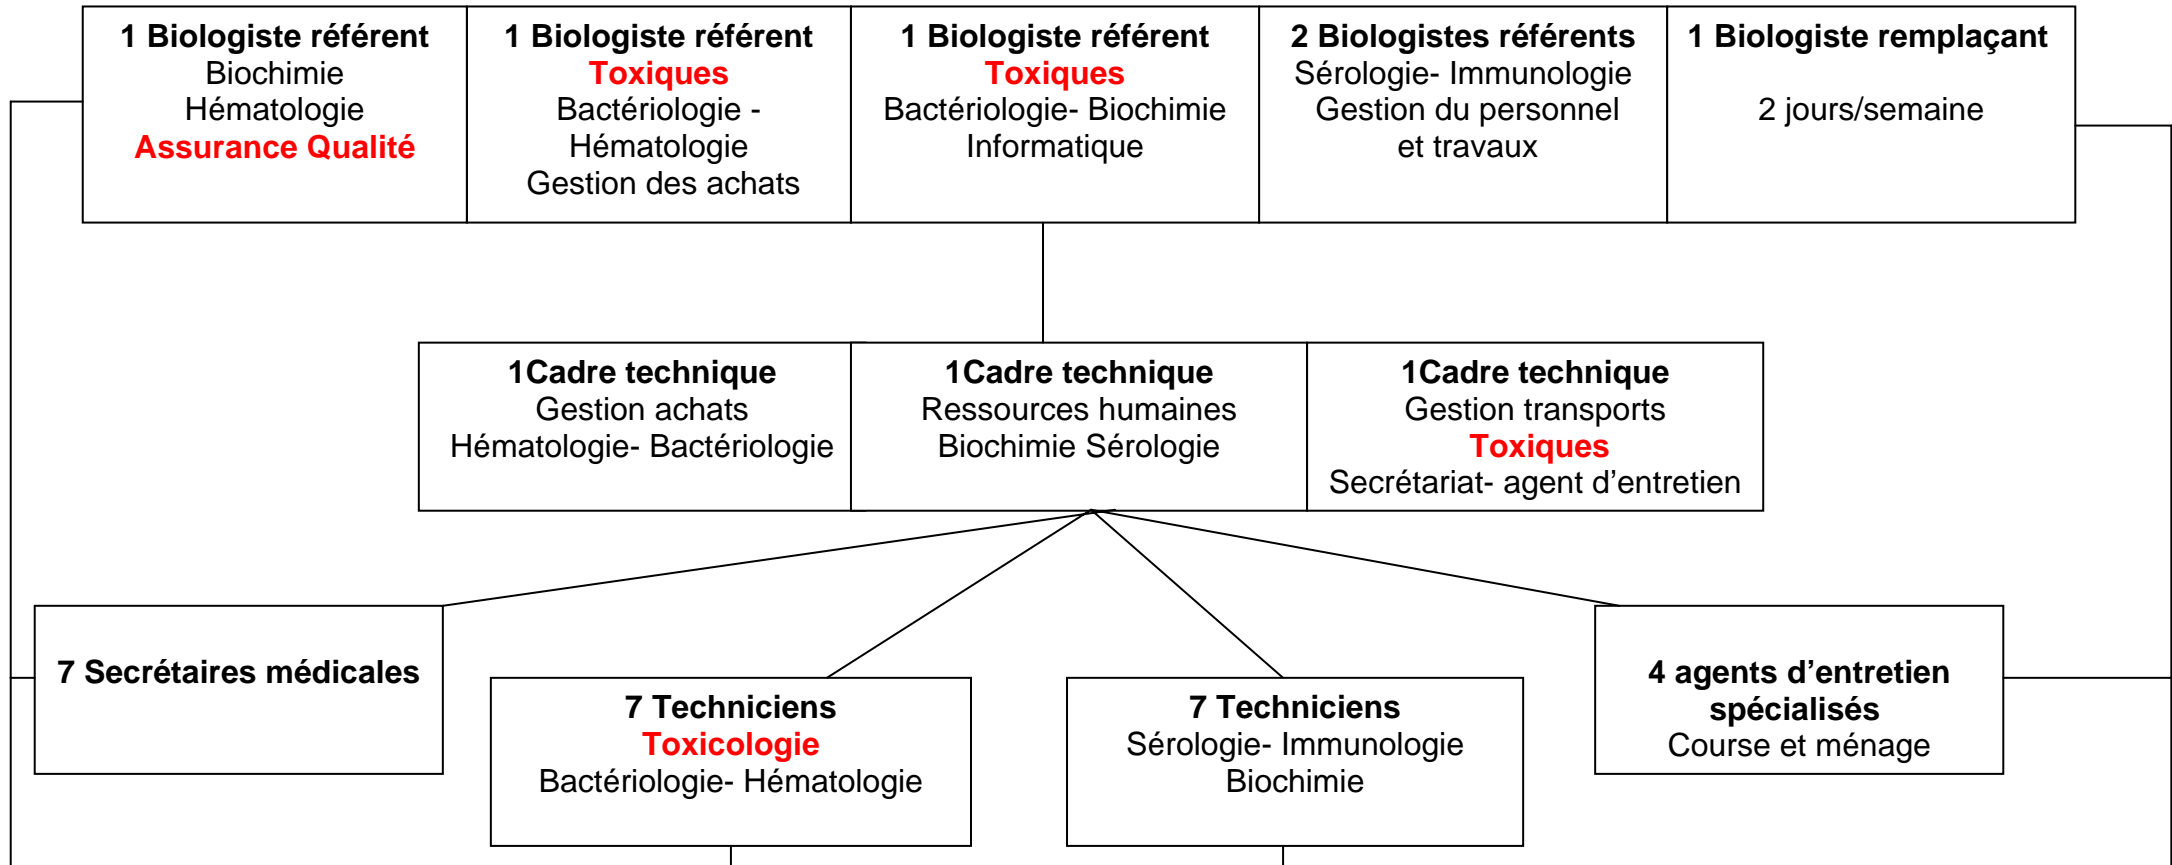 1 Biologiste référent
Biochimie
Hématologie
Assurance Qualité
1 Biologiste référent
Toxiques
Bactériologie -
Hématologie
Gestion des achats
1 Biologiste référent
Toxiques
Bactériologie- Biochimie
Informatique
2 Biologistes référents
Sérologie- Immunologie
Gestion du personnel
et travaux
1 Biologiste remplaçant
2 jours/semaine
1Cadre technique
Gestion achats
Hématologie- Bactériologie
1Cadre technique
Ressources humaines
Biochimie Sérologie
1Cadre technique
Gestion transports
Toxiques
Secrétariat- agent d’entretien
7 Secrétaires médicales
7 Techniciens
Toxicologie
Bactériologie- Hématologie
7 Techniciens
Sérologie- Immunologie
Biochimie
4 agents d’entretien
spécialisés
Course et ménage